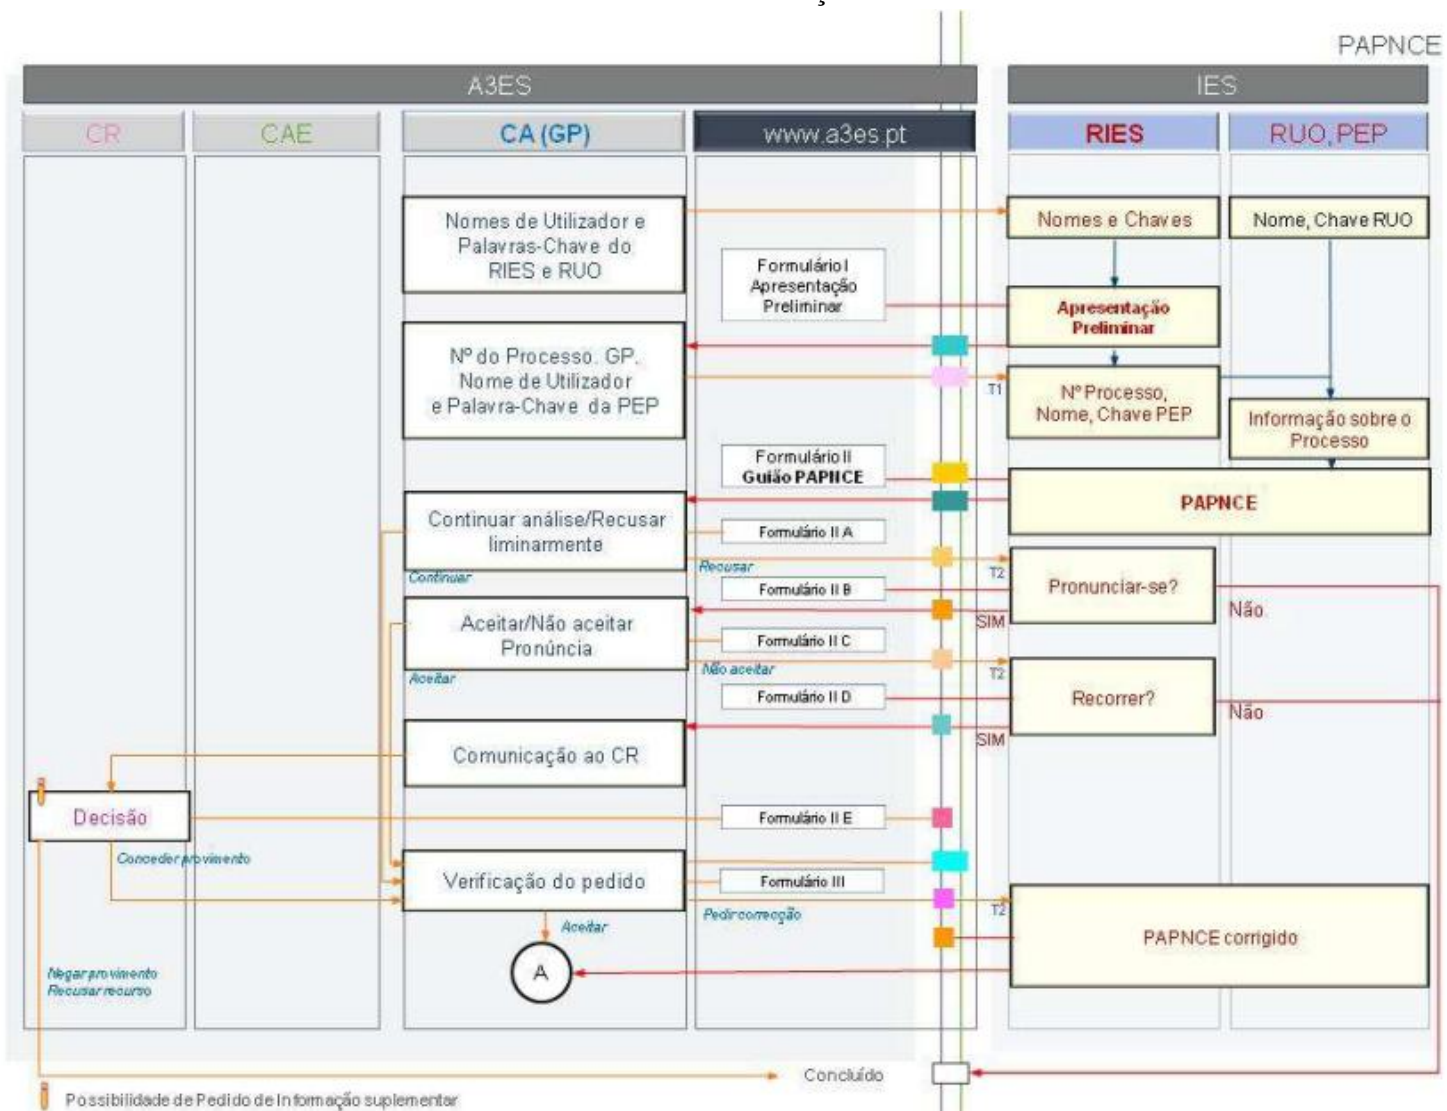 PAPNCE
A3ES
IES
CR
CAE
CA (GP)
www.a3es.pt
RIES
RUO, PEP
Nomes de Utilizador e
Palavras-Chave do
RIES e RUO
Nomes e Chaves
Nome, Chave RUO
Formulário I
Apresentação
Preliminar
Apresentação
Preliminar
Nº do Processo. GP.
Nome de Utilizador
e Palavra-Chave da PEP
T1
Nº Processo,
Nome, Chave PEP
Informação sobre o
Processo
Formulário II
Guião PAPNCE
PAPNCE
Continuar análise/Recusar
liminarmente
Formulário II A
Continuar
Recusar
T2
Pronunciar-se?
Formulário II B
Não
SIM
Aceitar/Não aceitar
Pronúncia
Formulário II C
Aceitar
Não aceitar
T2
Recorrer?
Formulário II D
Não
SIM
Comunicação ao CR
Decisão
Formulário II E
Conceder provimento
Verificação do pedido
Formulário III
Pedir correcção
T2
Aceitar
PAPNCE corrigido
A
Negar provimento
Recusar recurso
Concluído
Possibilidade de Pedido de Informação suplementar